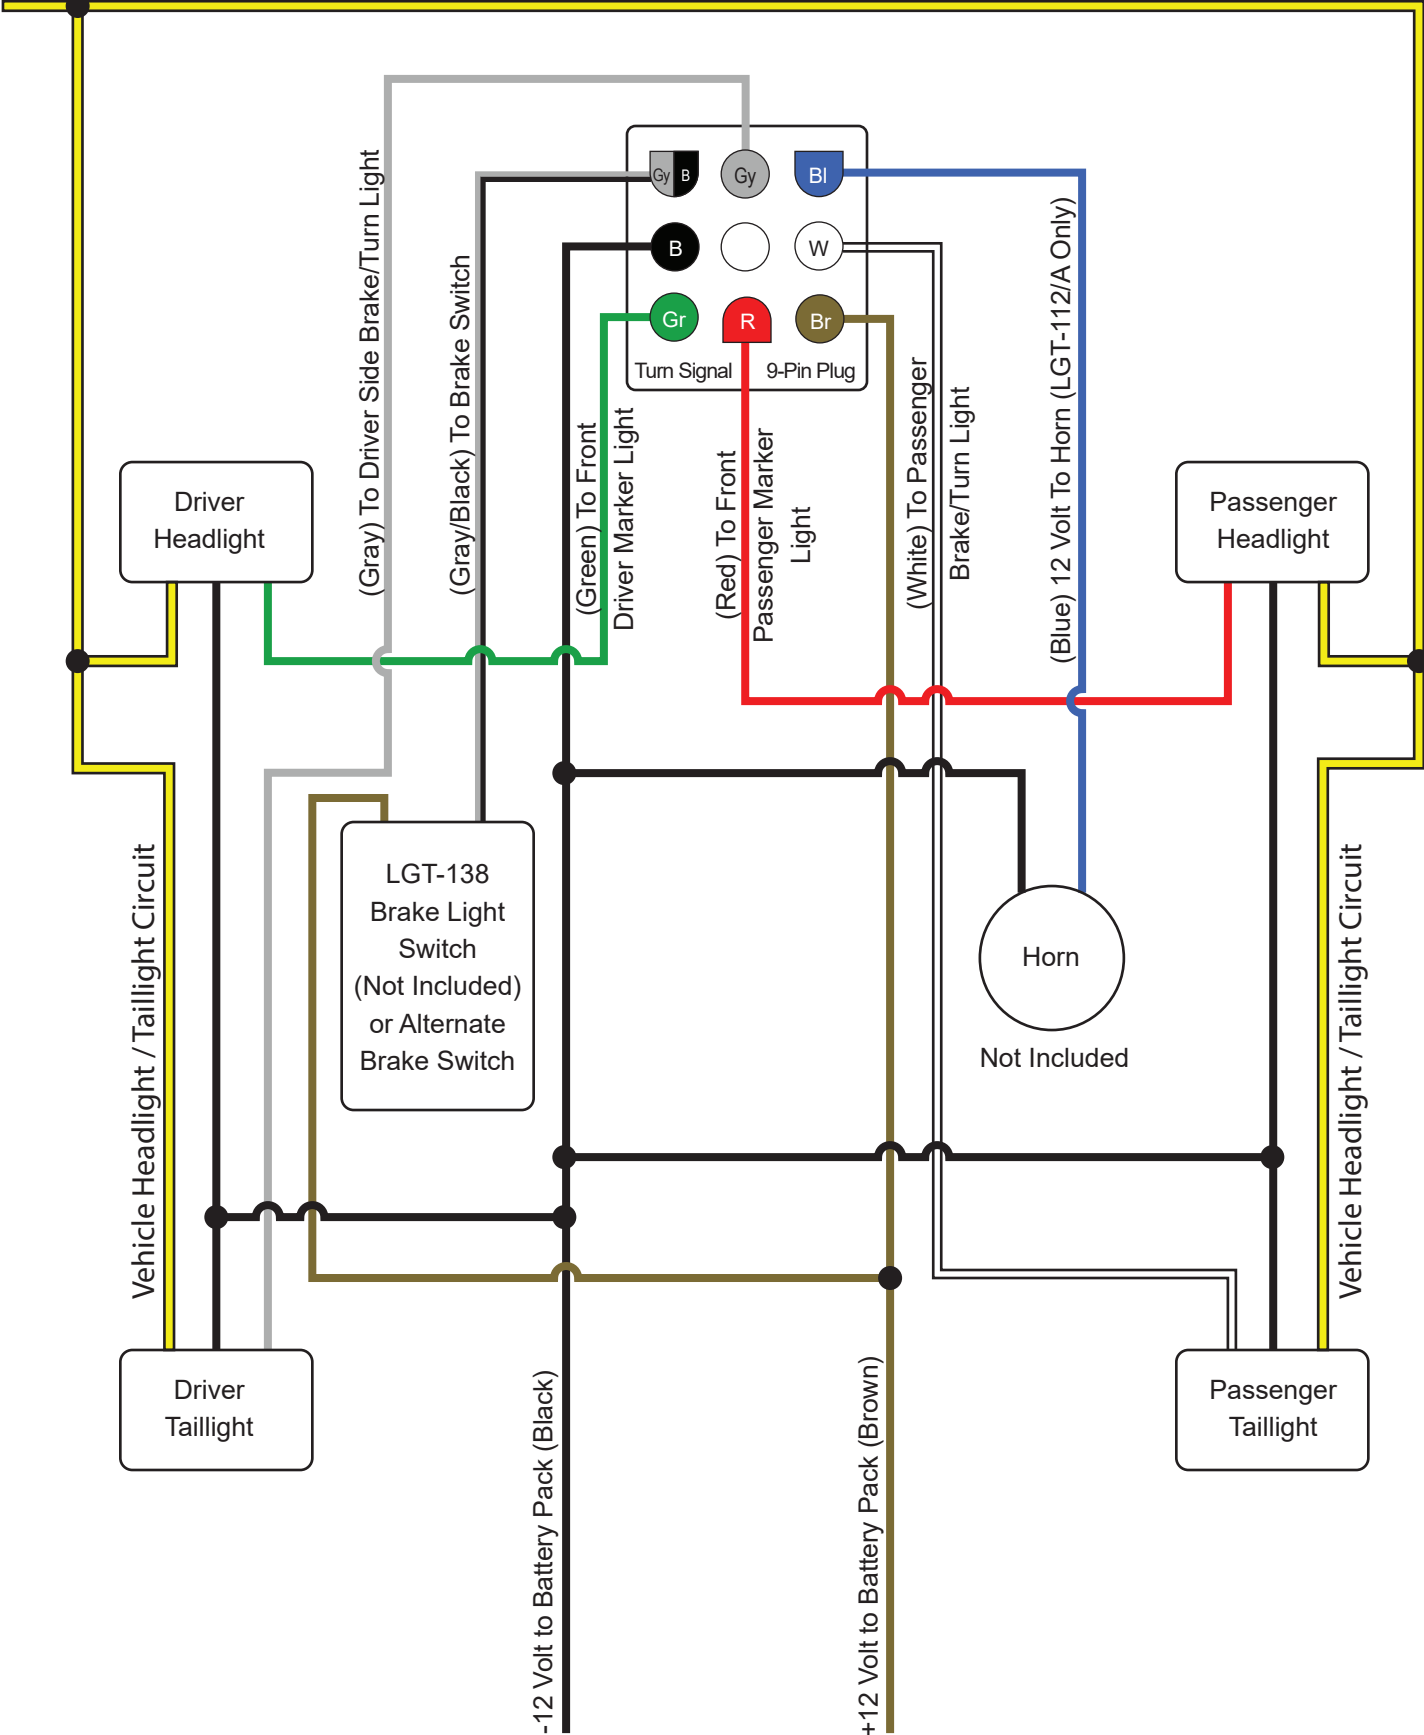 Gy
B
Gy
Bl
B
W
Gr
R
Br
Turn Signal
9-Pin Plug
(Gray) To Driver Side Brake/Turn Light
(Gray/Black) To Brake Switch
(Green) To Front
Driver Marker Light
(Red) To Front
Passenger Marker
Light
(White) To Passenger
Brake/Turn Light
(Blue) 12 Volt To Horn (LGT-112/A Only)
Driver
Headlight
Passenger
Headlight
LGT-138
Brake Light
Switch
(Not Included)
or Alternate
Brake Switch
Horn
Not Included
Vehicle Headlight / Taillight Circuit
Vehicle Headlight / Taillight Circuit
Driver
Taillight
Passenger
Taillight
-12 Volt to Battery Pack (Black)
+12 Volt to Battery Pack (Brown)